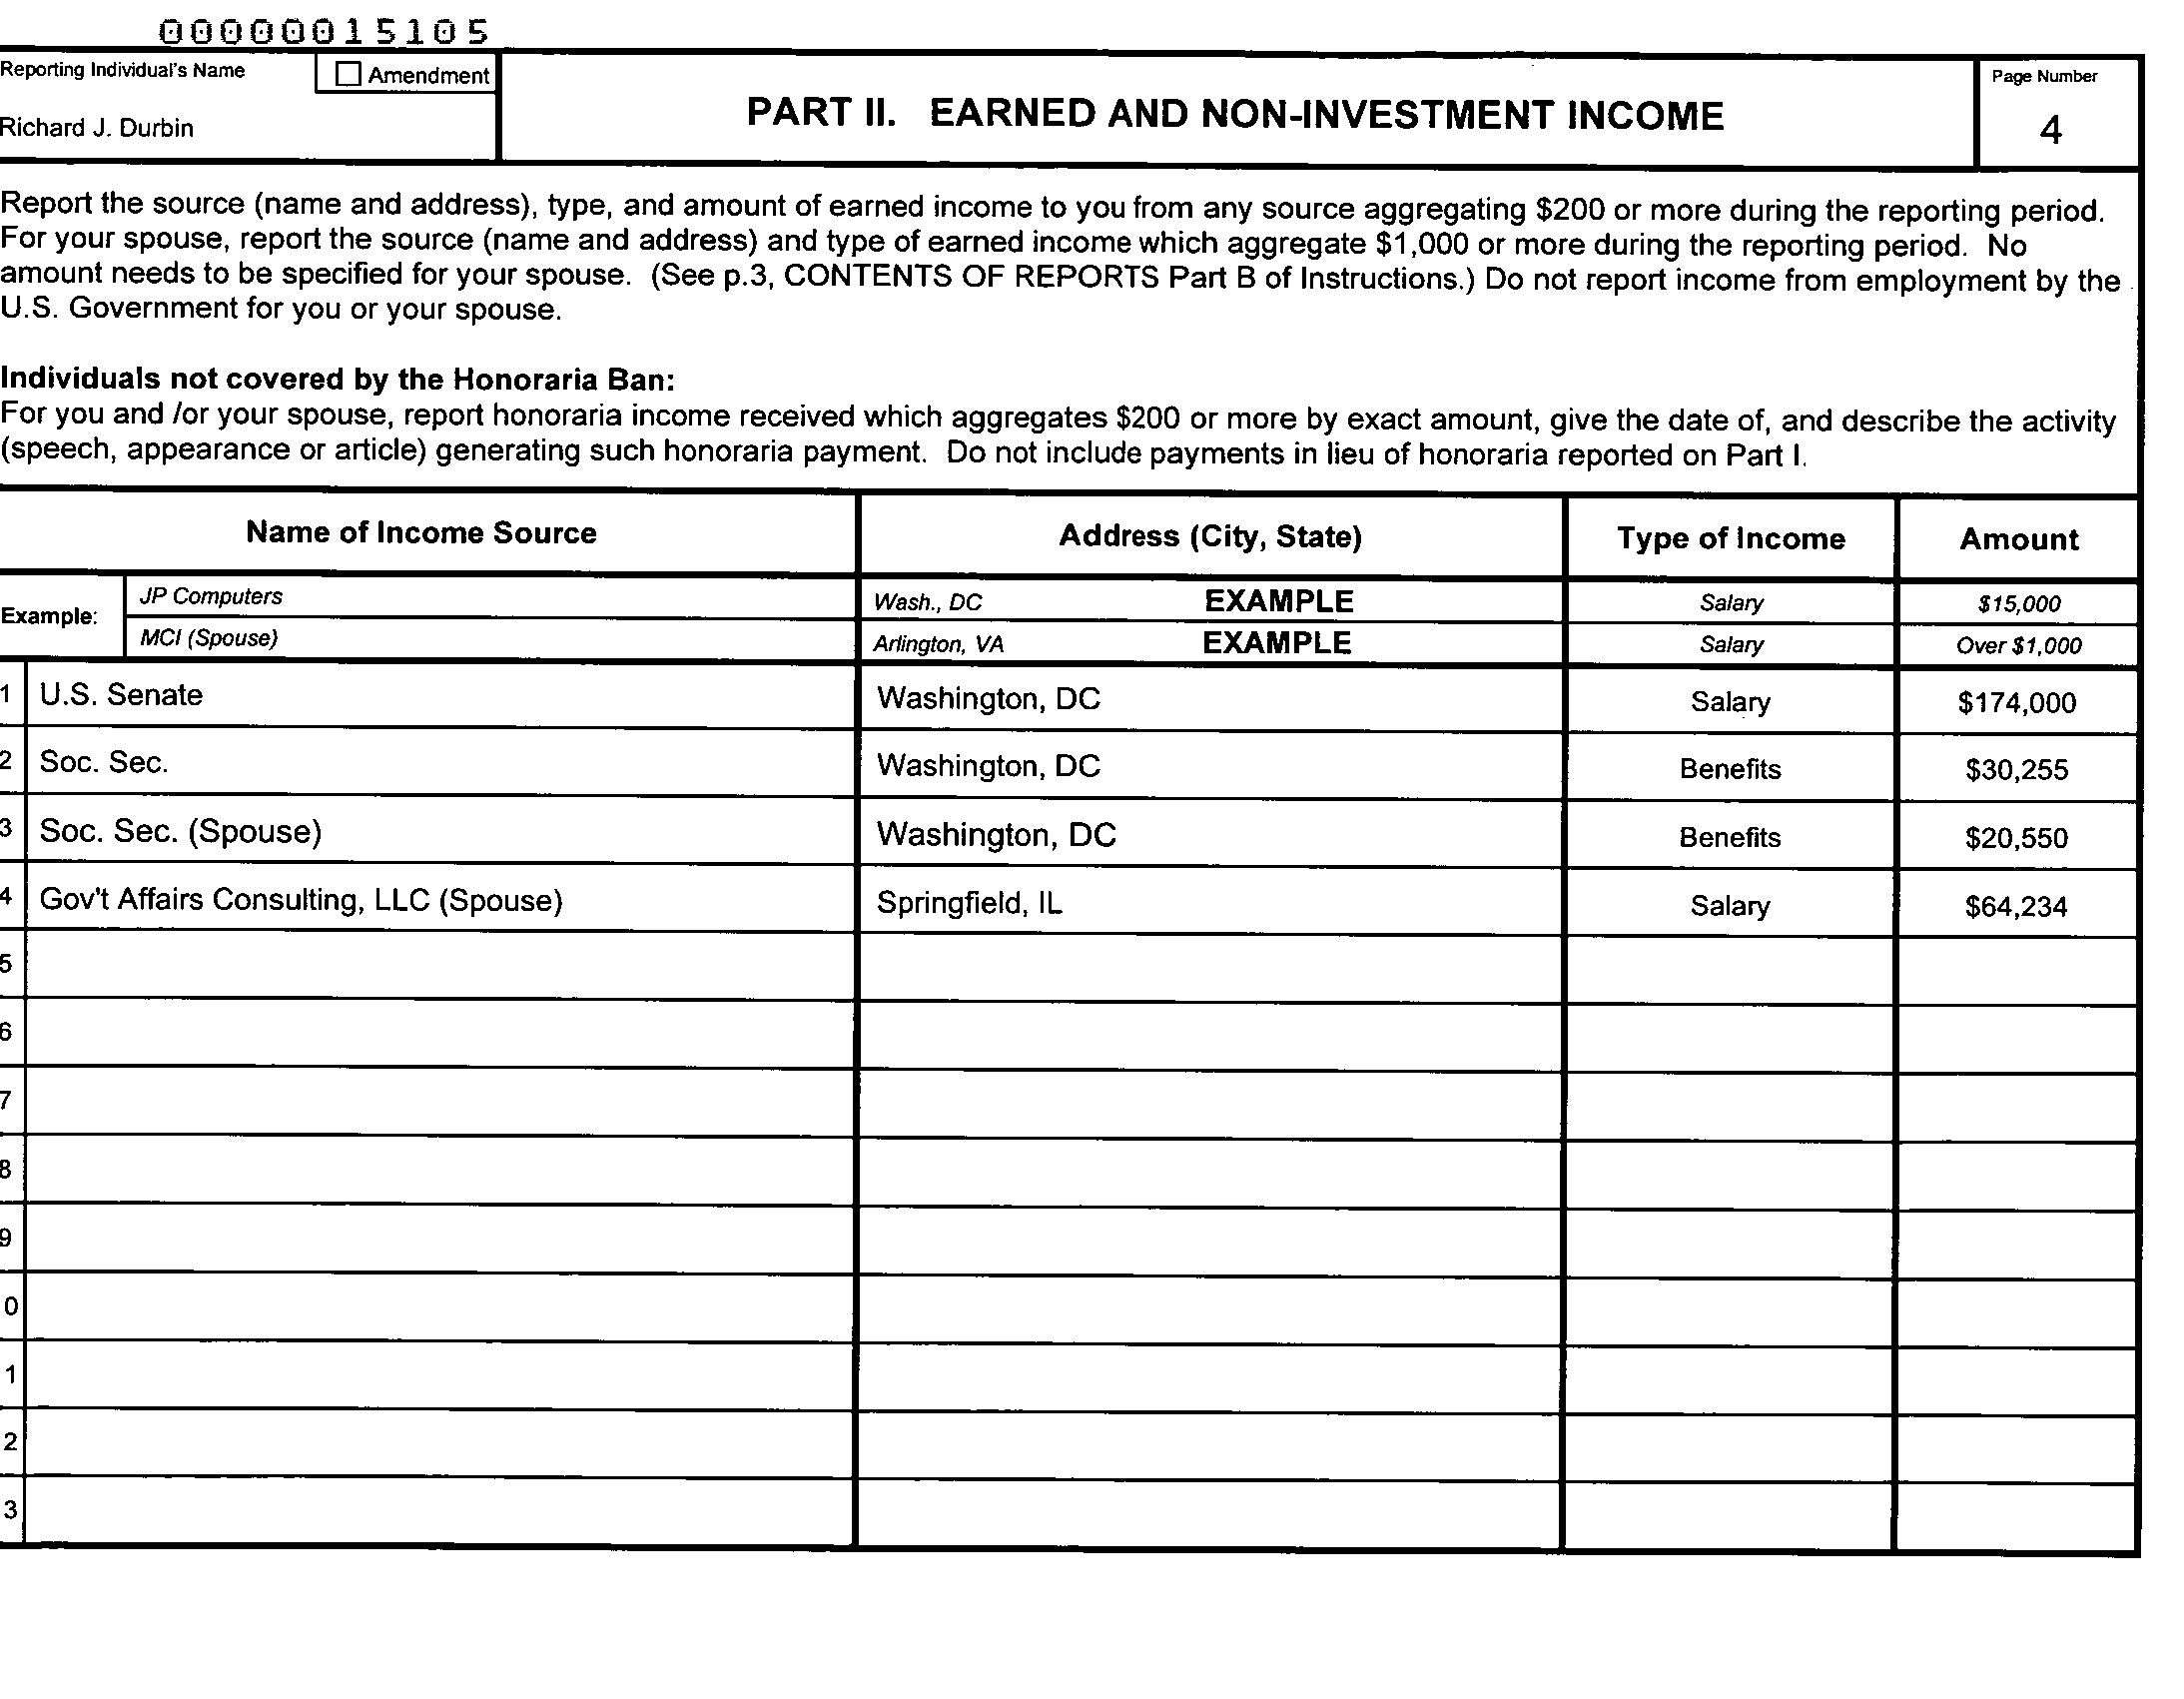 00000015105
Reporting Individual's Name
Amendment
Richard J. Durbin
PART II. EARNED AND NON-INVESTMENT INCOME
Page Number
4
Report the source (name and address), type, and amount of earned income to you from any source aggregating $200 or more during the reporting period.
For your spouse, report the source (name and address) and type of earned income which aggregate $1,000 or more during the reporting period. No
amount needs to be specified for your spouse. (See p.3, CONTENTS OF REPORTS Part B of Instructions.) Do not report income from employment by the
U.S. Government for you or your spouse.
Individuals not covered by the Honoraria Ban:
For you and /or your spouse, report honoraria income received which aggregates $200 or more by exact amount, give the date of, and describe the activity
(speech, appearance or article) generating such honoraria payment. Do not include payments in lieu of honoraria reported on Part I.
Name of Income Source Address (City, State) Type of Income Amount
Example:
JP Computers Wash., DC EXAMPLE Salary $15,000
MCI (Spouse) Arlington, VA EXAMPLE Salary Over $1,000
1 U.S. Senate Washington, DC Salary $174,000
2 Soc. Sec. Washington, DC Benefits $30,255
3 Soc. Sec. (Spouse) Washington, DC Benefits $20,550
4 Gov't Affairs Consulting, LLC (Spouse) Springfield, IL Salary $64,234
5
6
7
8
9
0
1
2
3